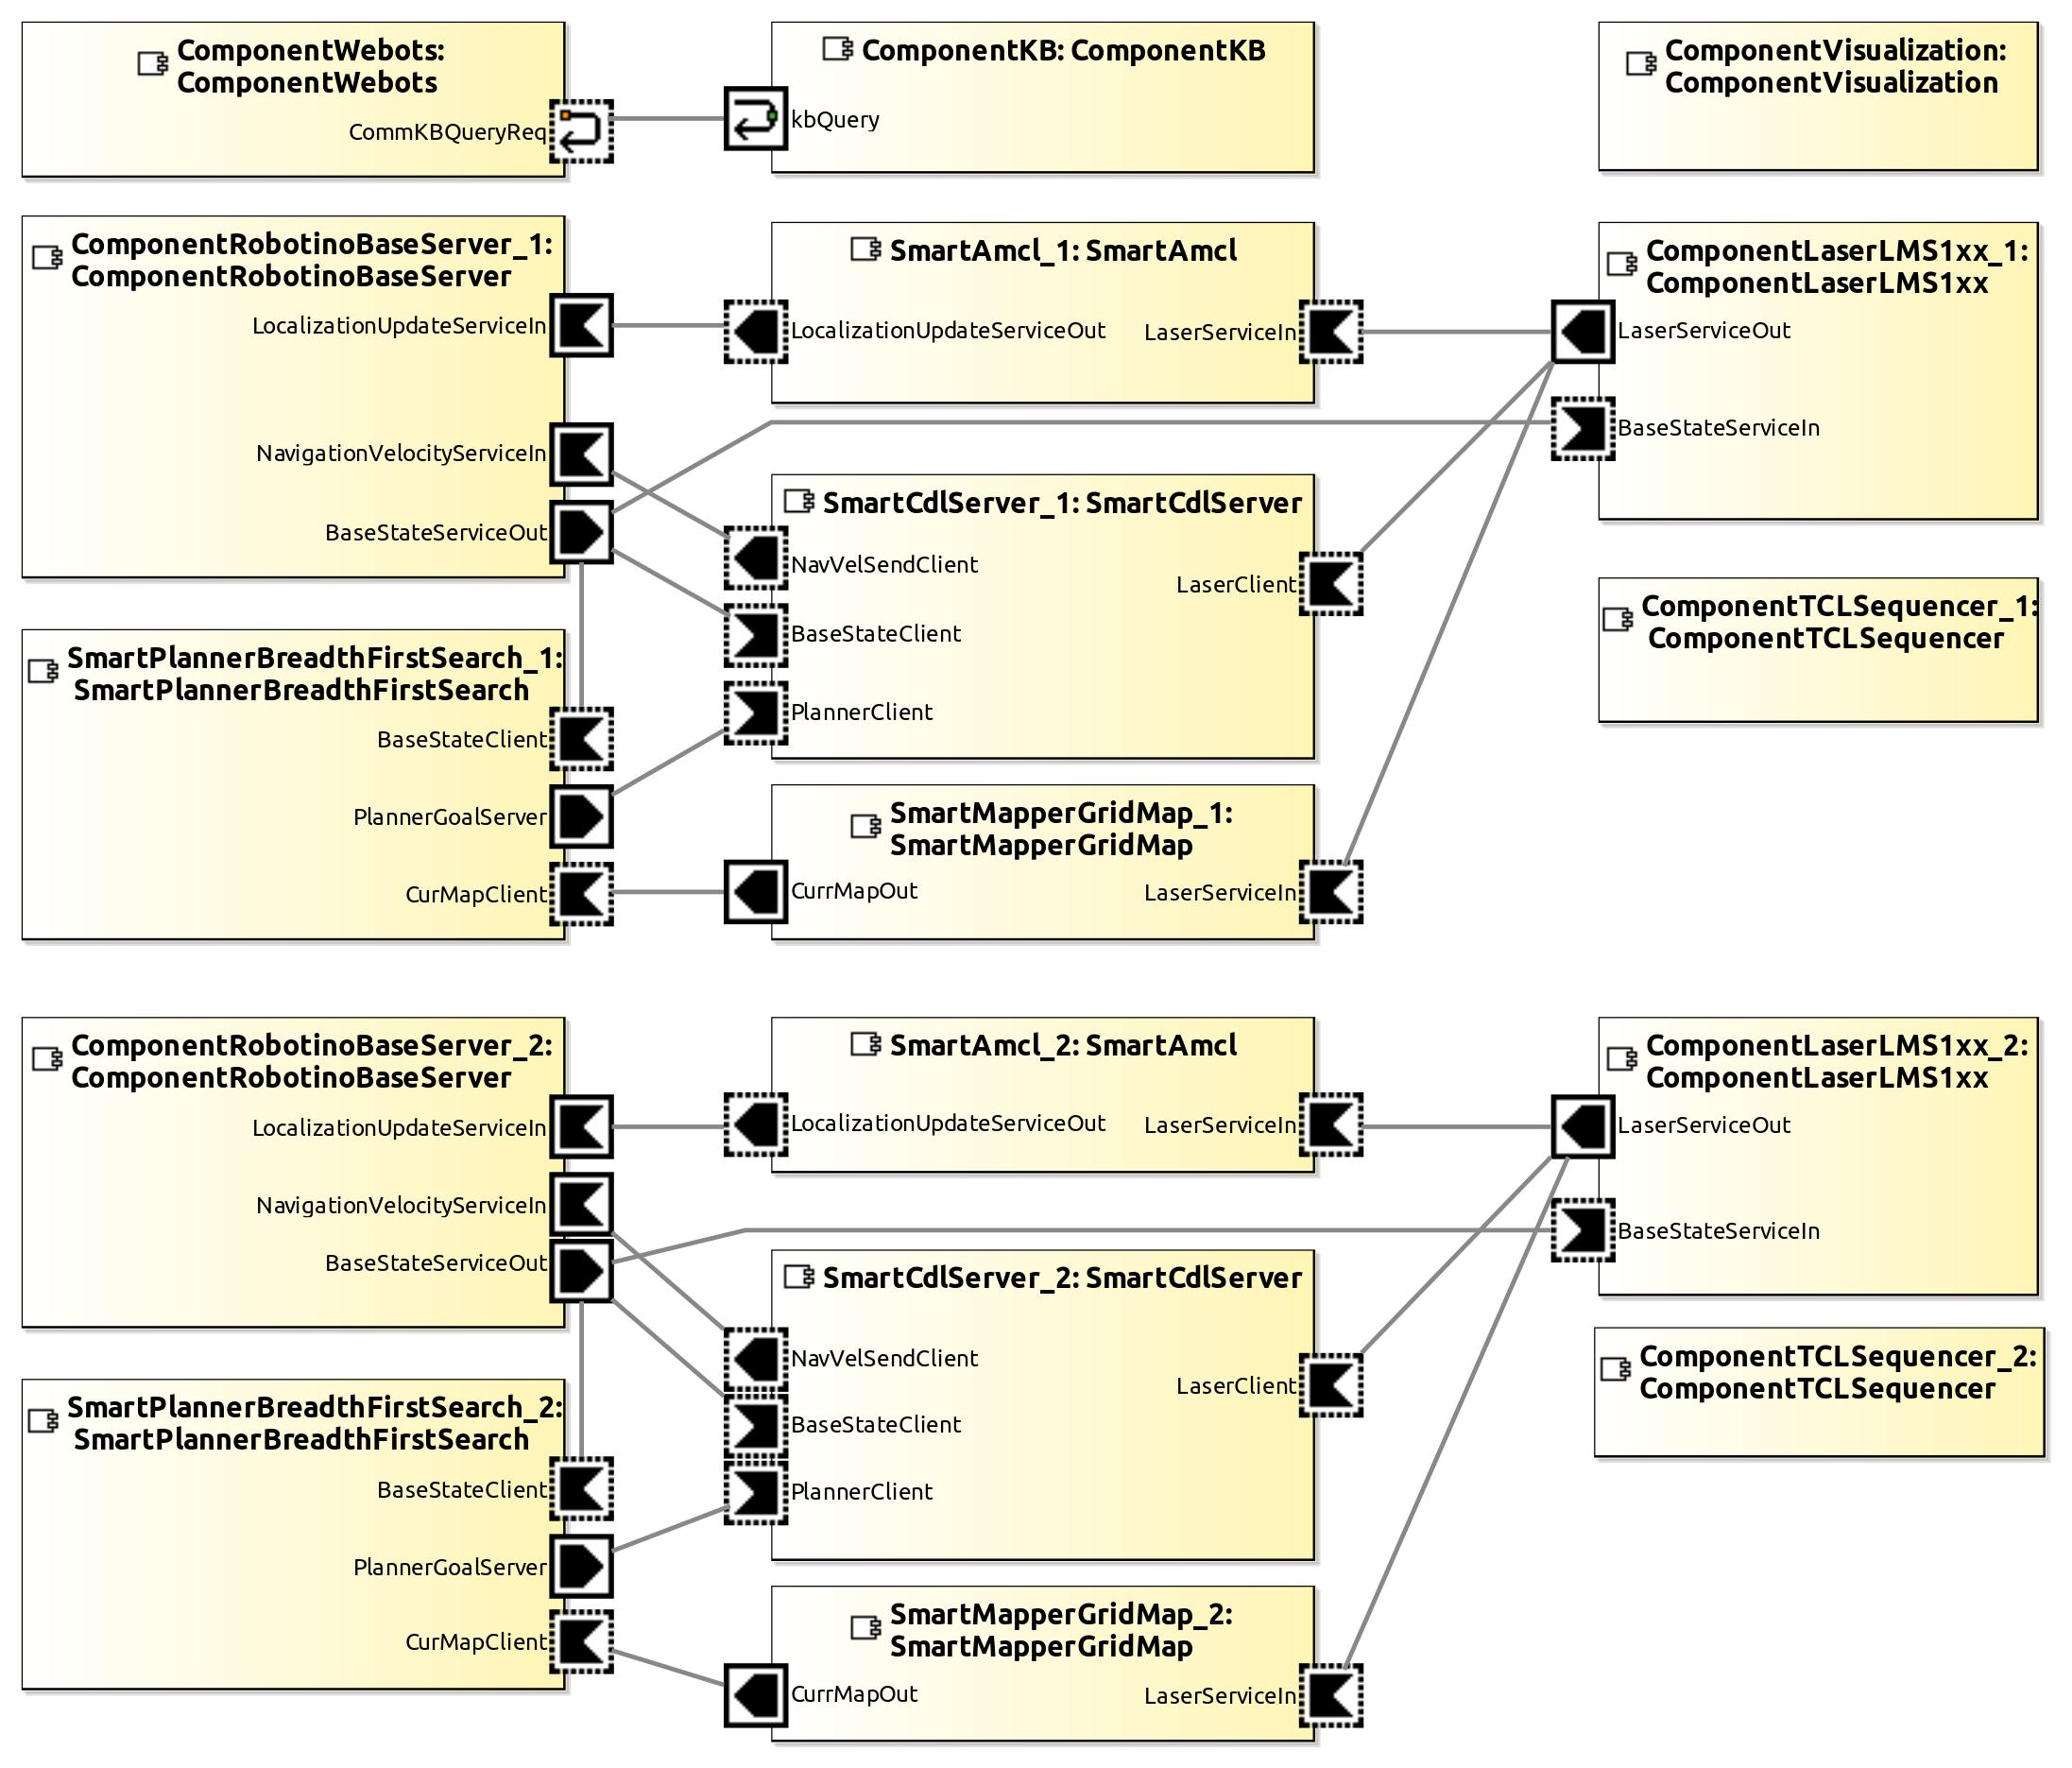 ComponentWebots:
ComponentWebots
CommKBQueryReq
ComponentKB: ComponentKB
kbQuery
ComponentVisualization:
ComponentVisualization
ComponentRobotinoBaseServer_1:
ComponentRobotinoBaseServer
LocalizationUpdateServiceIn
NavigationVelocityServiceIn
BaseStateServiceOut
SmartAmcl_1: SmartAmcl
LocalizationUpdateServiceOut
LaserServiceIn
ComponentLaserLMS1xx_1:
ComponentLaserLMS1xx
LaserServiceOut
BaseStateServiceIn
SmartCdlServer_1: SmartCdlServer
NavVelSendClient
BaseStateClient
PlannerClient
LaserClient
ComponentTCLSequencer_1:
ComponentTCLSequencer
SmartPlannerBreadthFirstSearch_1:
SmartPlannerBreadthFirstSearch
BaseStateClient
PlannerGoalServer
CurMapClient
SmartMapperGridMap_1:
SmartMapperGridMap
CurrMapOut
LaserServiceIn
ComponentRobotinoBaseServer_2:
ComponentRobotinoBaseServer
LocalizationUpdateServiceIn
NavigationVelocityServiceIn
BaseStateServiceOut
SmartAmcl_2: SmartAmcl
LocalizationUpdateServiceOut
LaserServiceIn
ComponentLaserLMS1xx_2:
ComponentLaserLMS1xx
LaserServiceOut
BaseStateServiceIn
SmartCdlServer_2: SmartCdlServer
NavVelSendClient
BaseStateClient
PlannerClient
LaserClient
ComponentTCLSequencer_2:
ComponentTCLSequencer
SmartPlannerBreadthFirstSearch_2:
SmartPlannerBreadthFirstSearch
BaseStateClient
PlannerGoalServer
CurMapClient
SmartMapperGridMap_2:
SmartMapperGridMap
CurrMapOut
LaserServiceIn